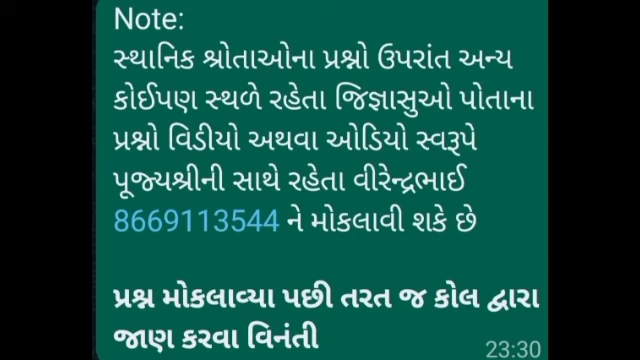 Note:
સ્થાનિક શ્રોતાઓના પ્રશ્નો ઉપરાંત અન્ય
કોઈપણ સ્થળે રહેતા જિજ્ઞાસુઓ પોતાના
પ્રશ્નો વિડીયો અથવા ઓડિયો સ્વરૂપે
પૂજ્યશ્રીની સાથે રહેતા વીરેન્દ્રભાઈ
8669113544 ને મોકલાવી શકે છે
પ્રશ્ન મોકલાવ્યા પછી તરત જ કોલ દ્વારા
જાણ કરવા વિનંતી
23:30